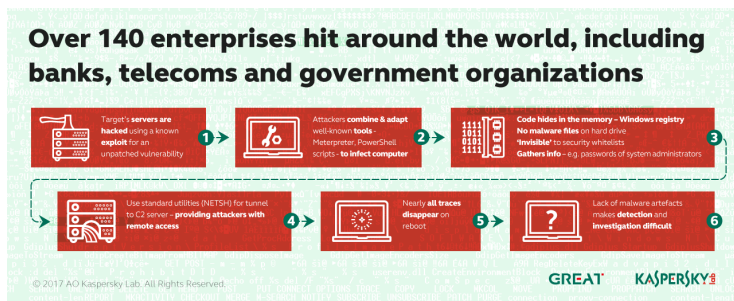 Over 140 enterprises hit around the world, including
banks, telecoms and government organizations
Target's servers are
hacked using a known
exploit for an
unpatched vulnerability
1
Attackers combine & adapt
well-known tools -
Meterpreter, PowerShell
scripts - to infect computer
2
1111
1011
0101
1111
Code hides in the memory – Windows registry
No malware files on hard drive
'Invisible' to security whitelists
Gathers info – e.g. passwords of system administrators
3
Use standard utilities (NETSH) for tunnel
to C2 server – providing attackers with
remote access
4
Nearly all traces
disappear on
reboot
5
?
Lack of malware artefacts
makes detection and
investigation difficult
6
© 2017 AO Kaspersky Lab. All Rights Reserved.
GREAT
KASPERSKY lab